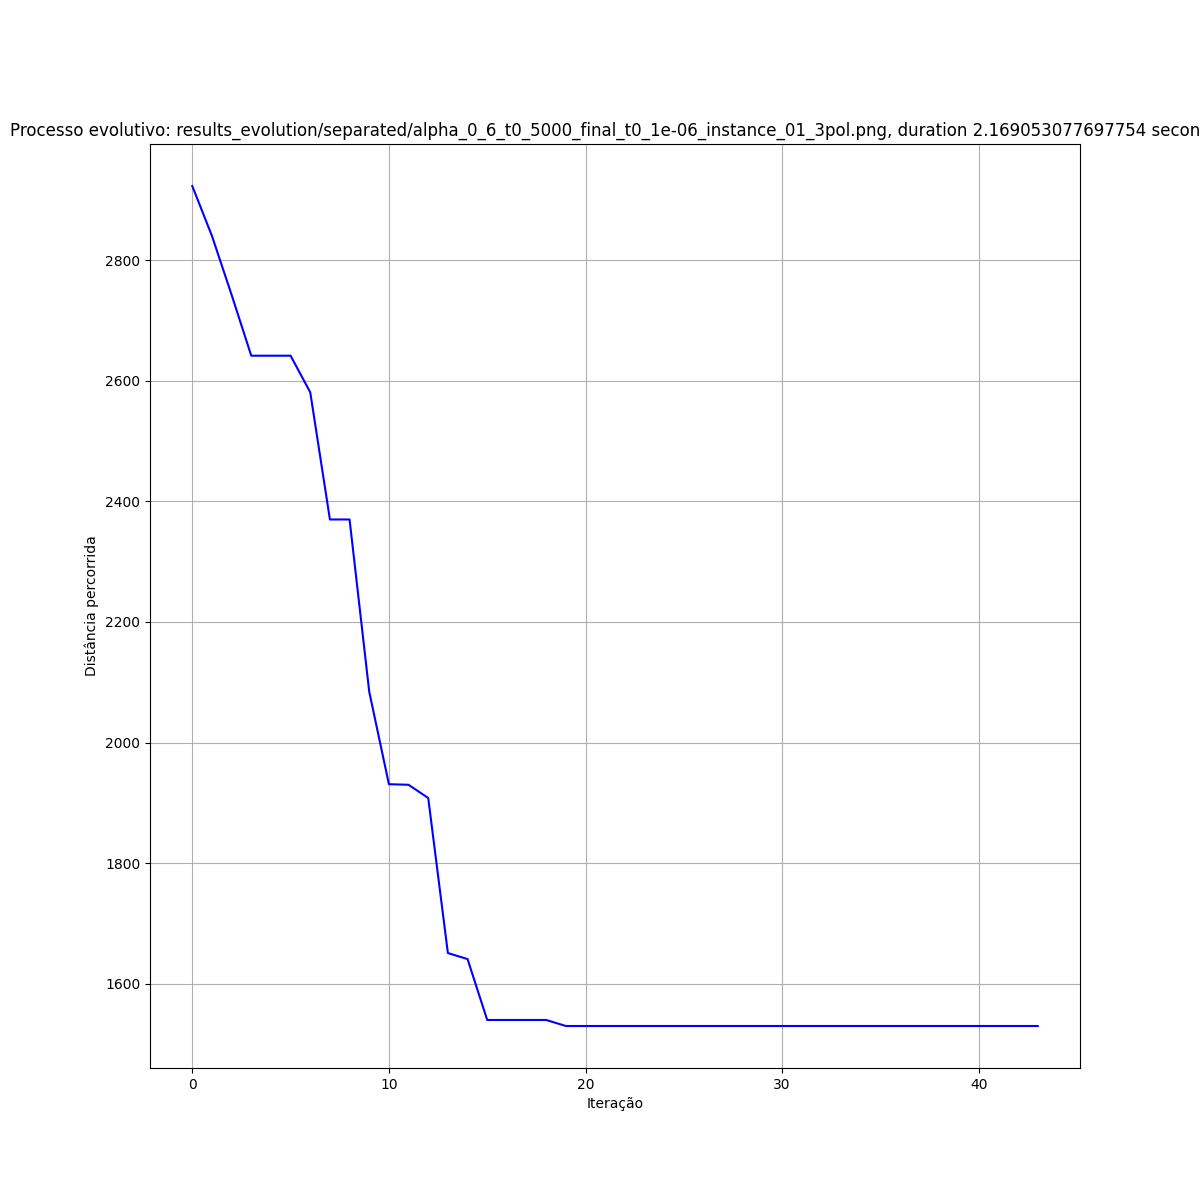 Processo evolutivo: results_evolution/separated/alpha_0_6_t0_5000_final_t0_1e-06_instance_01_3pol.png, duration 2.169053077697754 secon
2800
2600
2400
2200
2000
1800
1600
Distância percorrida
0 10 20 30 40
Iteração